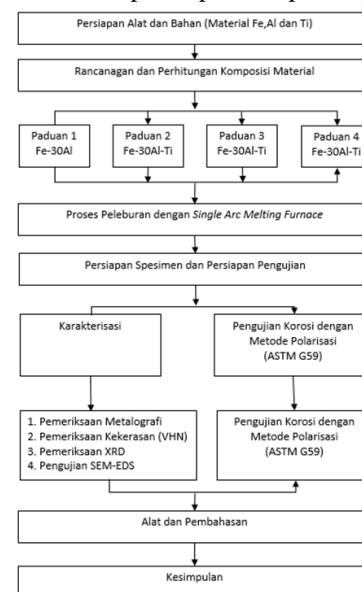 Persiapan Alat dan Bahan (Material Fe,Al dan Ti)
Rancanagan dan Perhitungan Komposisi Material
Paduan 1
Fe-30Al
Paduan 2
Fe-30Al-Ti
Paduan 3
Fe-30Al-Ti
Paduan 4
Fe-30Al-Ti
Proses Peleburan dengan Single Arc Melting Furnace
Persiapan Spesimen dan Persiapan Pengujian
Karakterisasi
Pengujian Korosi dengan
Metode Polarisasi
(ASTM G59)
1. Pemeriksaan Metalografi
2. Pemeriksaan Kekerasan (VHN)
3. Pemeriksaan XRD
4. Pengujian SEM-EDS
Pengujian Korosi dengan
Metode Polarisasi
(ASTM G59)
Alat dan Pembahasan
Kesimpulan